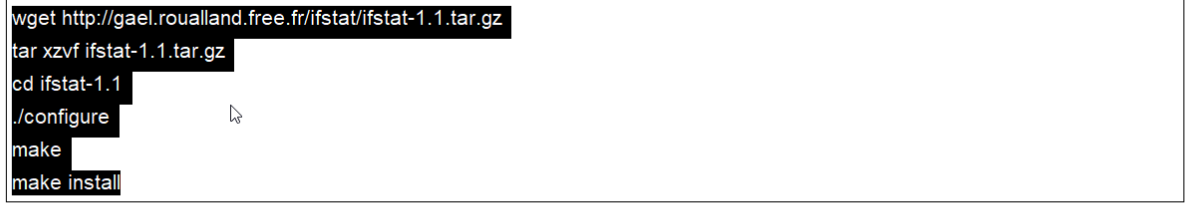 wget http://gael.roualland.free.fr/ifstat/ifstat-1.1.tar.gz
tar xzvf ifstat-1.1.tar.gz
cd ifstat-1.1
./configure
make
make install